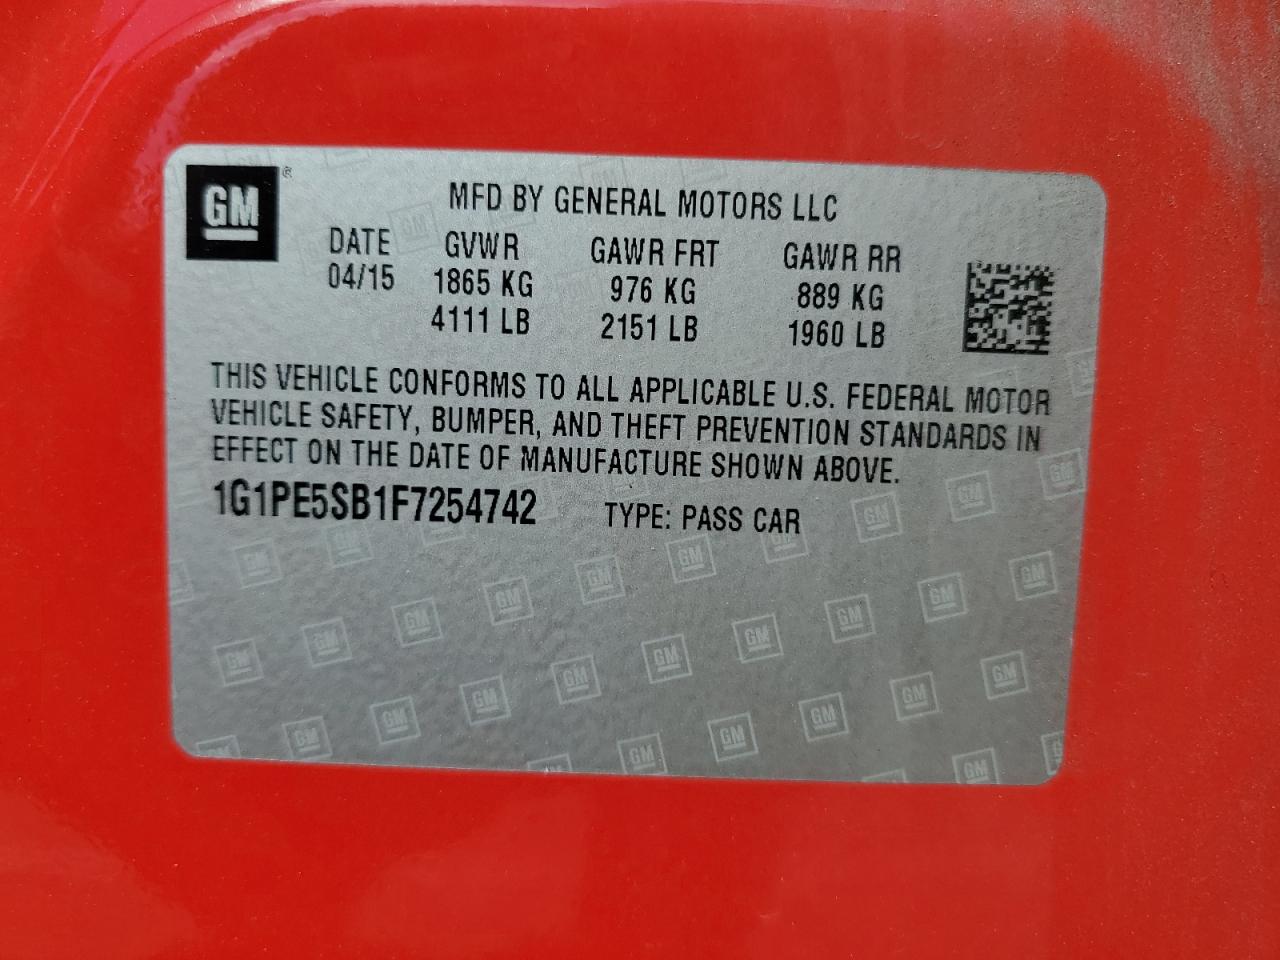 GM ®
MFD BY GENERAL MOTORS LLC
DATE GVWR GAWR FRT GAWR RR
04/15 1865 KG 976 KG 889 KG
4111 LB 2151 LB 1960 LB
THIS VEHICLE CONFORMS TO ALL APPLICABLE U.S. FEDERAL MOTOR
VEHICLE SAFETY, BUMPER, AND THEFT PREVENTION STANDARDS IN
EFFECT ON THE DATE OF MANUFACTURE SHOWN ABOVE.
1G1PE5SB1F7254742 TYPE: PASS CAR